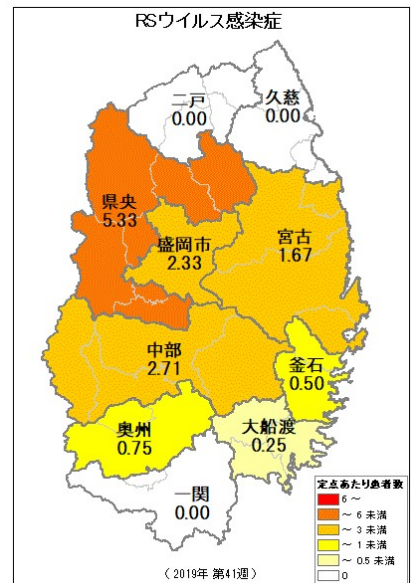 RSウイルス感染症
二戸
0.00
久慈
0.00
県央
5.33
盛岡市
2.33
宮古
1.67
中部
2.71
釜石
0.50
奥州
0.75
大船渡
0.25
一関
0.00
定点あたり患者数
6 ～
～ 6 未満
～ 3 未満
～ 1 未満
～ 0.5 未満
0
（ 2019年 第41週）